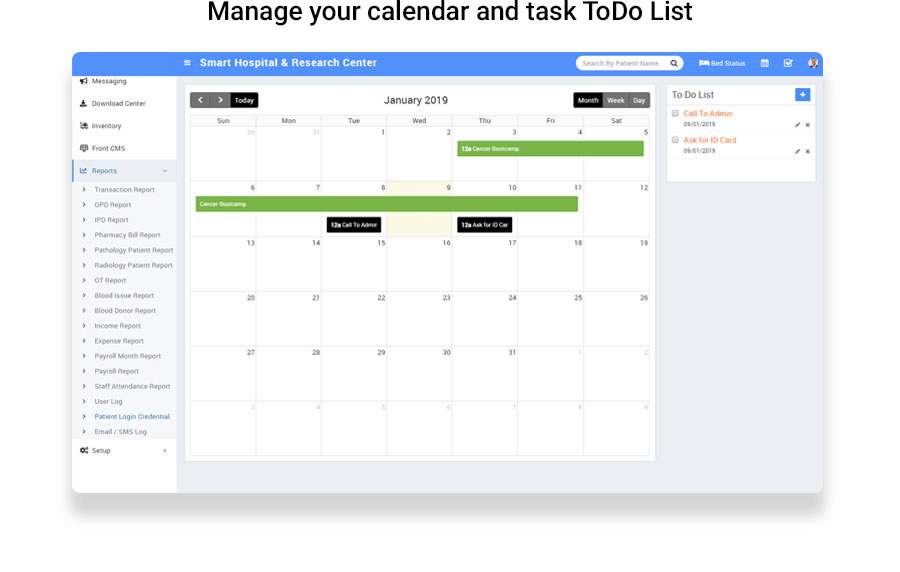 Manage your calendar and task ToDo List
Smart Hospital & Research Center
Search By Patient Name
Bed Status
Messaging
Download Center
Inventory
Front CMS
Reports
Transaction Report
OPD Report
IPD Report
Pharmacy Bill Report
Pathology Patient Report
Radiology Patient Report
OT Report
Blood Issue Report
Blood Donor Report
Income Report
Expense Report
Payroll Month Report
Payroll Report
Staff Attendance Report
User Log
Patient Login Credential
Email / SMS Log
Setup
Today
January 2019
Month Week Day
Sun Mon Tue Wed Thu Fri Sat
30 31 1 2 3 4 5
12a Cancer Bootcamp
6 7 8 9 10 11 12
Cancer Bootcamp
12a Call To Admir
12a Ask for ID Car
13 14 15 16 17 18 19
20 21 22 23 24 25 26
27 28 29 30 31 1 2
3 4 5 6 7 8 9
To Do List
+
Call To Admin
09/01/2019
Ask for ID Card
09/01/2019